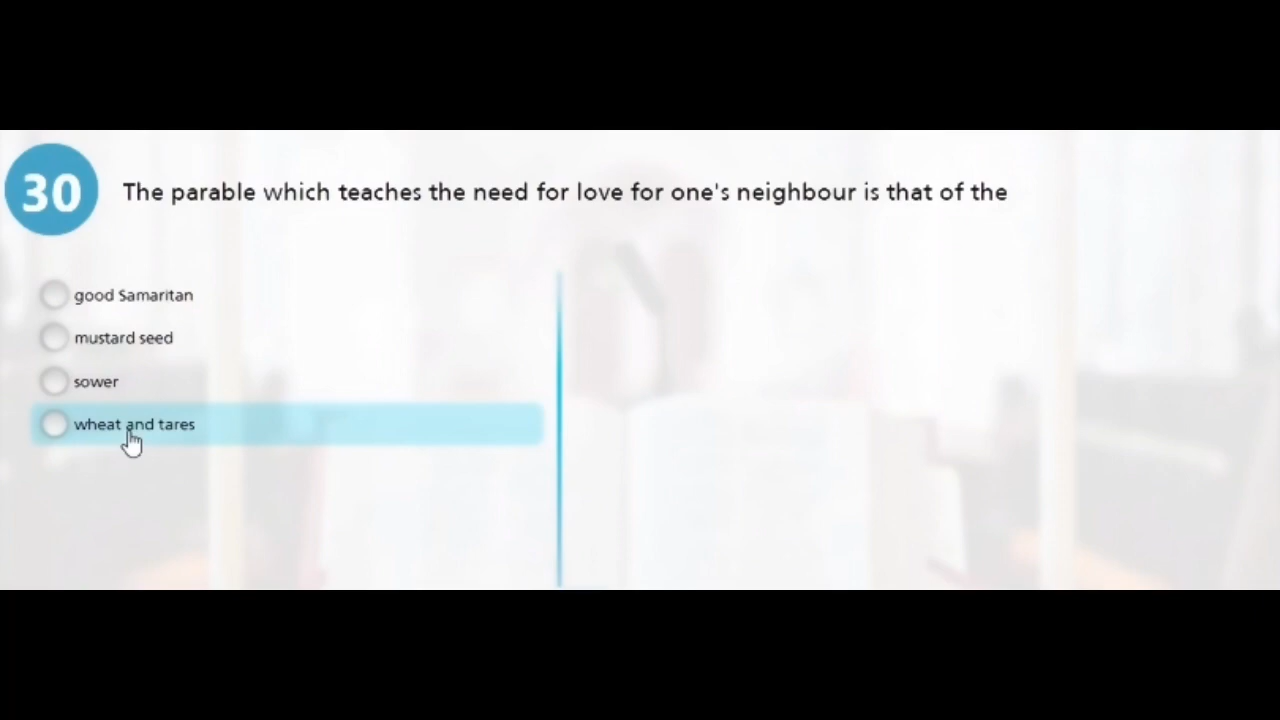 30
The parable which teaches the need for love for one's neighbour is that of the
good Samaritan
mustard seed
sower
wheat and tares